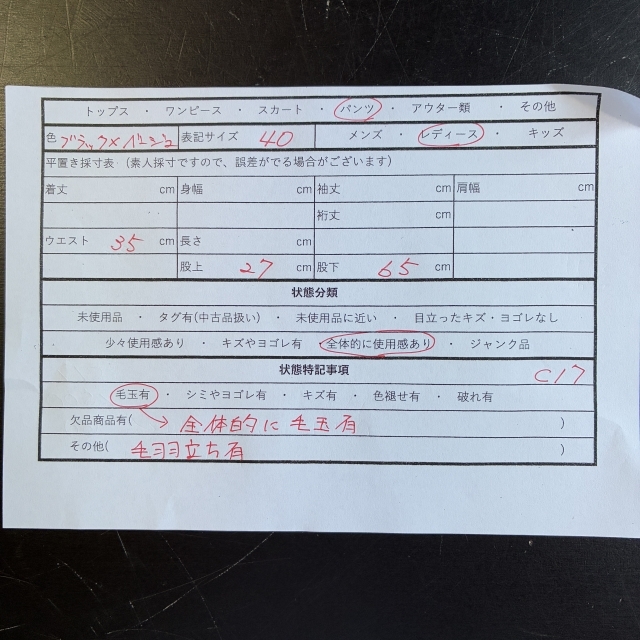 トップス ・ ワンピース ・ スカート ・ パンツ ・ アウター類 ・ その他
色 ブラック×ベージュ 表記サイズ 40 メンズ ・ レディース ・ キッズ
平置き採寸表 (素人採寸ですので、誤差がでる場合がございます)
着丈 cm 身幅 cm 袖丈 cm 肩幅 cm
裄丈 cm
ウエスト 35 cm 長さ cm
股上 27 cm 股下 65 cm
状態分類
未使用品 ・ タグ有(中古品扱い) ・ 未使用品に近い ・ 目立ったキズ・ヨゴレなし
少々使用感あり ・ キズやヨゴレ有 ・ 全体的に使用感あり ・ ジャンク品
状態特記事項 C17
毛玉有 ・ シミやヨゴレ有 ・ キズ有 ・ 色褪せ有 ・ 破れ有
欠品商品有( → 全体的に毛玉有 )
その他( 毛羽立ち有 )